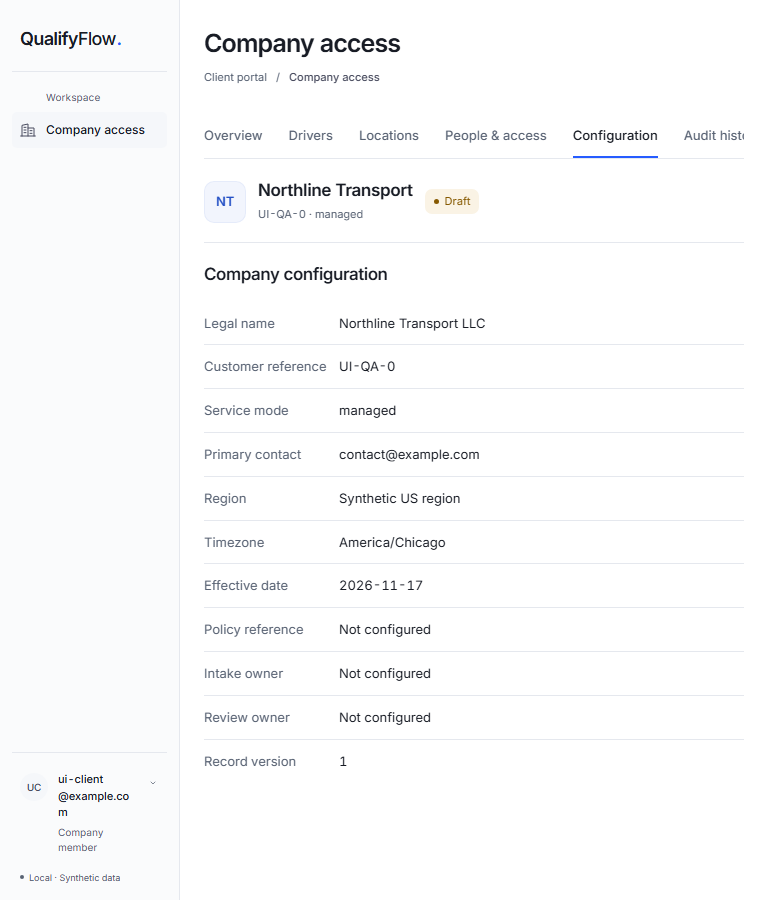 QualifyFlow.
Workspace
Company access
Company access
Client portal / Company access
Overview Drivers Locations People & access Configuration Audit histo
NT
Northline Transport
UI-QA-0 · managed
Draft
Company configuration
Legal name Northline Transport LLC
Customer reference UI-QA-0
Service mode managed
Primary contact contact@example.com
Region Synthetic US region
Timezone America/Chicago
Effective date 2026-11-17
Policy reference Not configured
Intake owner Not configured
Review owner Not configured
Record version 1
UC
ui-client
@example.co
m
Company
member
Local · Synthetic data